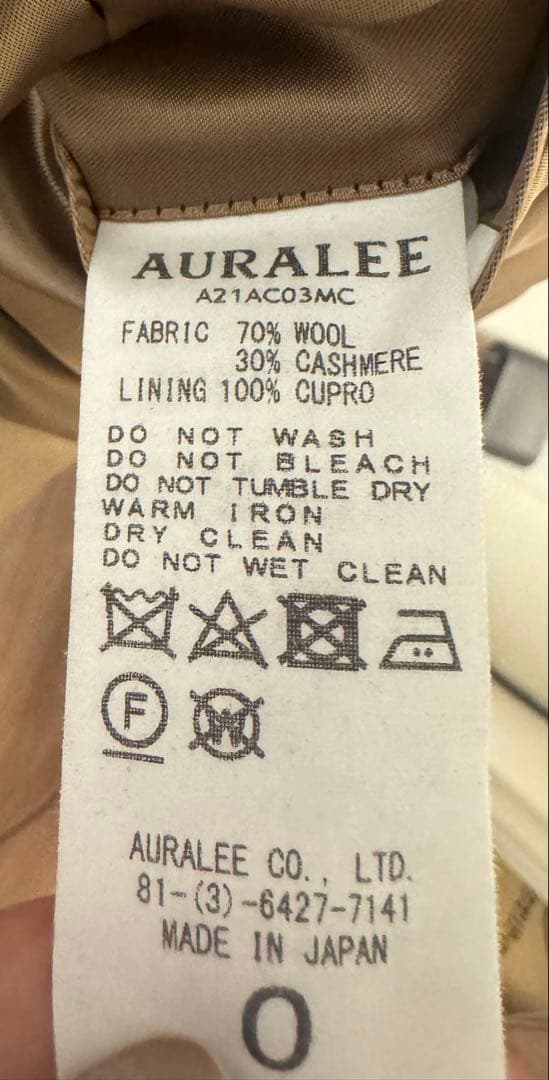 AURALEE
A21AC03MC
FABRIC 70% WOOL
30% CASHMERE
LINING 100% CUPRO
DO NOT WASH
DO NOT BLEACH
DO NOT TUMBLE DRY
WARM IRON
DRY CLEAN
DO NOT WET CLEAN
F W
AURALEE CO., LTD.
81-(3)-6427-7141
MADE IN JAPAN
0